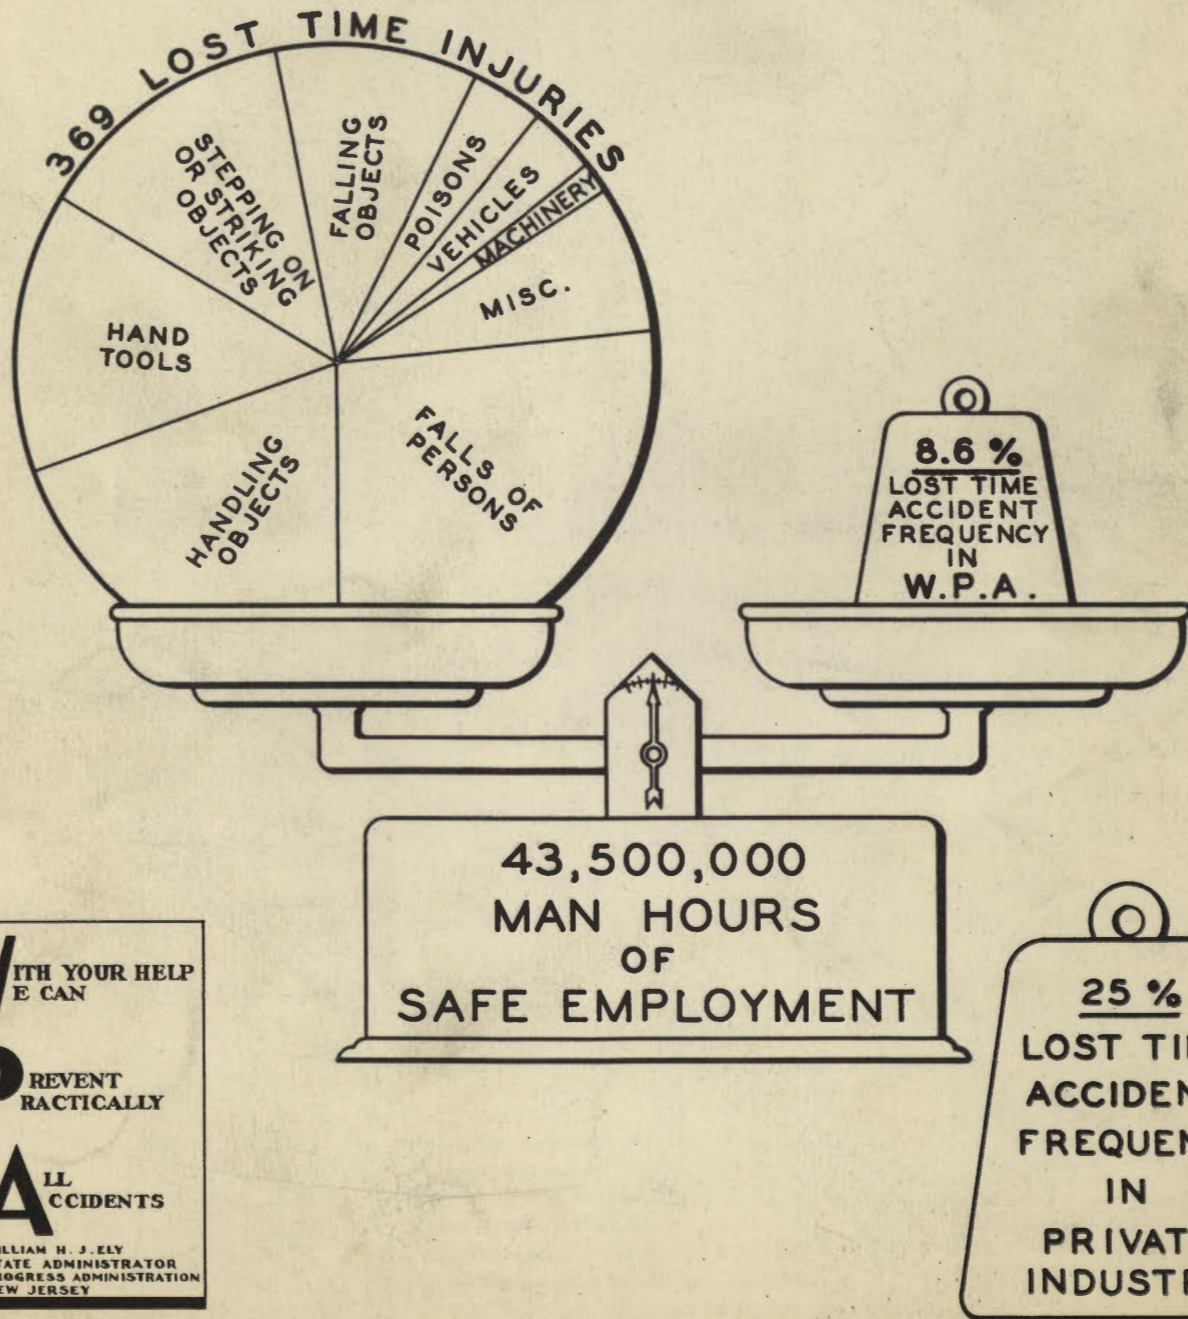 369 LOST TIME INJURIES
STEPPING ON
OR STRIKING
OBJECTS
FALLING
OBJECTS
POISONS
VEHICLES
MACHINERY
MISC.
HAND
TOOLS
HANDLING
OBJECTS
FALLS OF
PERSONS
8.6 %
LOST TIME
ACCIDENT
FREQUENCY
IN
W.P.A.
43,500,000
MAN HOURS
OF
SAFE EMPLOYMENT
ITH YOUR HELP
E CAN
REVENT
RACTICALLY
ALL
CCIDENTS
ILLIAM H. J. ELY
TATE ADMINISTRATOR
ROGRESS ADMINISTRATION
EW JERSEY
25 %
LOST TI
ACCIDEN
FREQUEN
IN
PRIVAT
INDUST